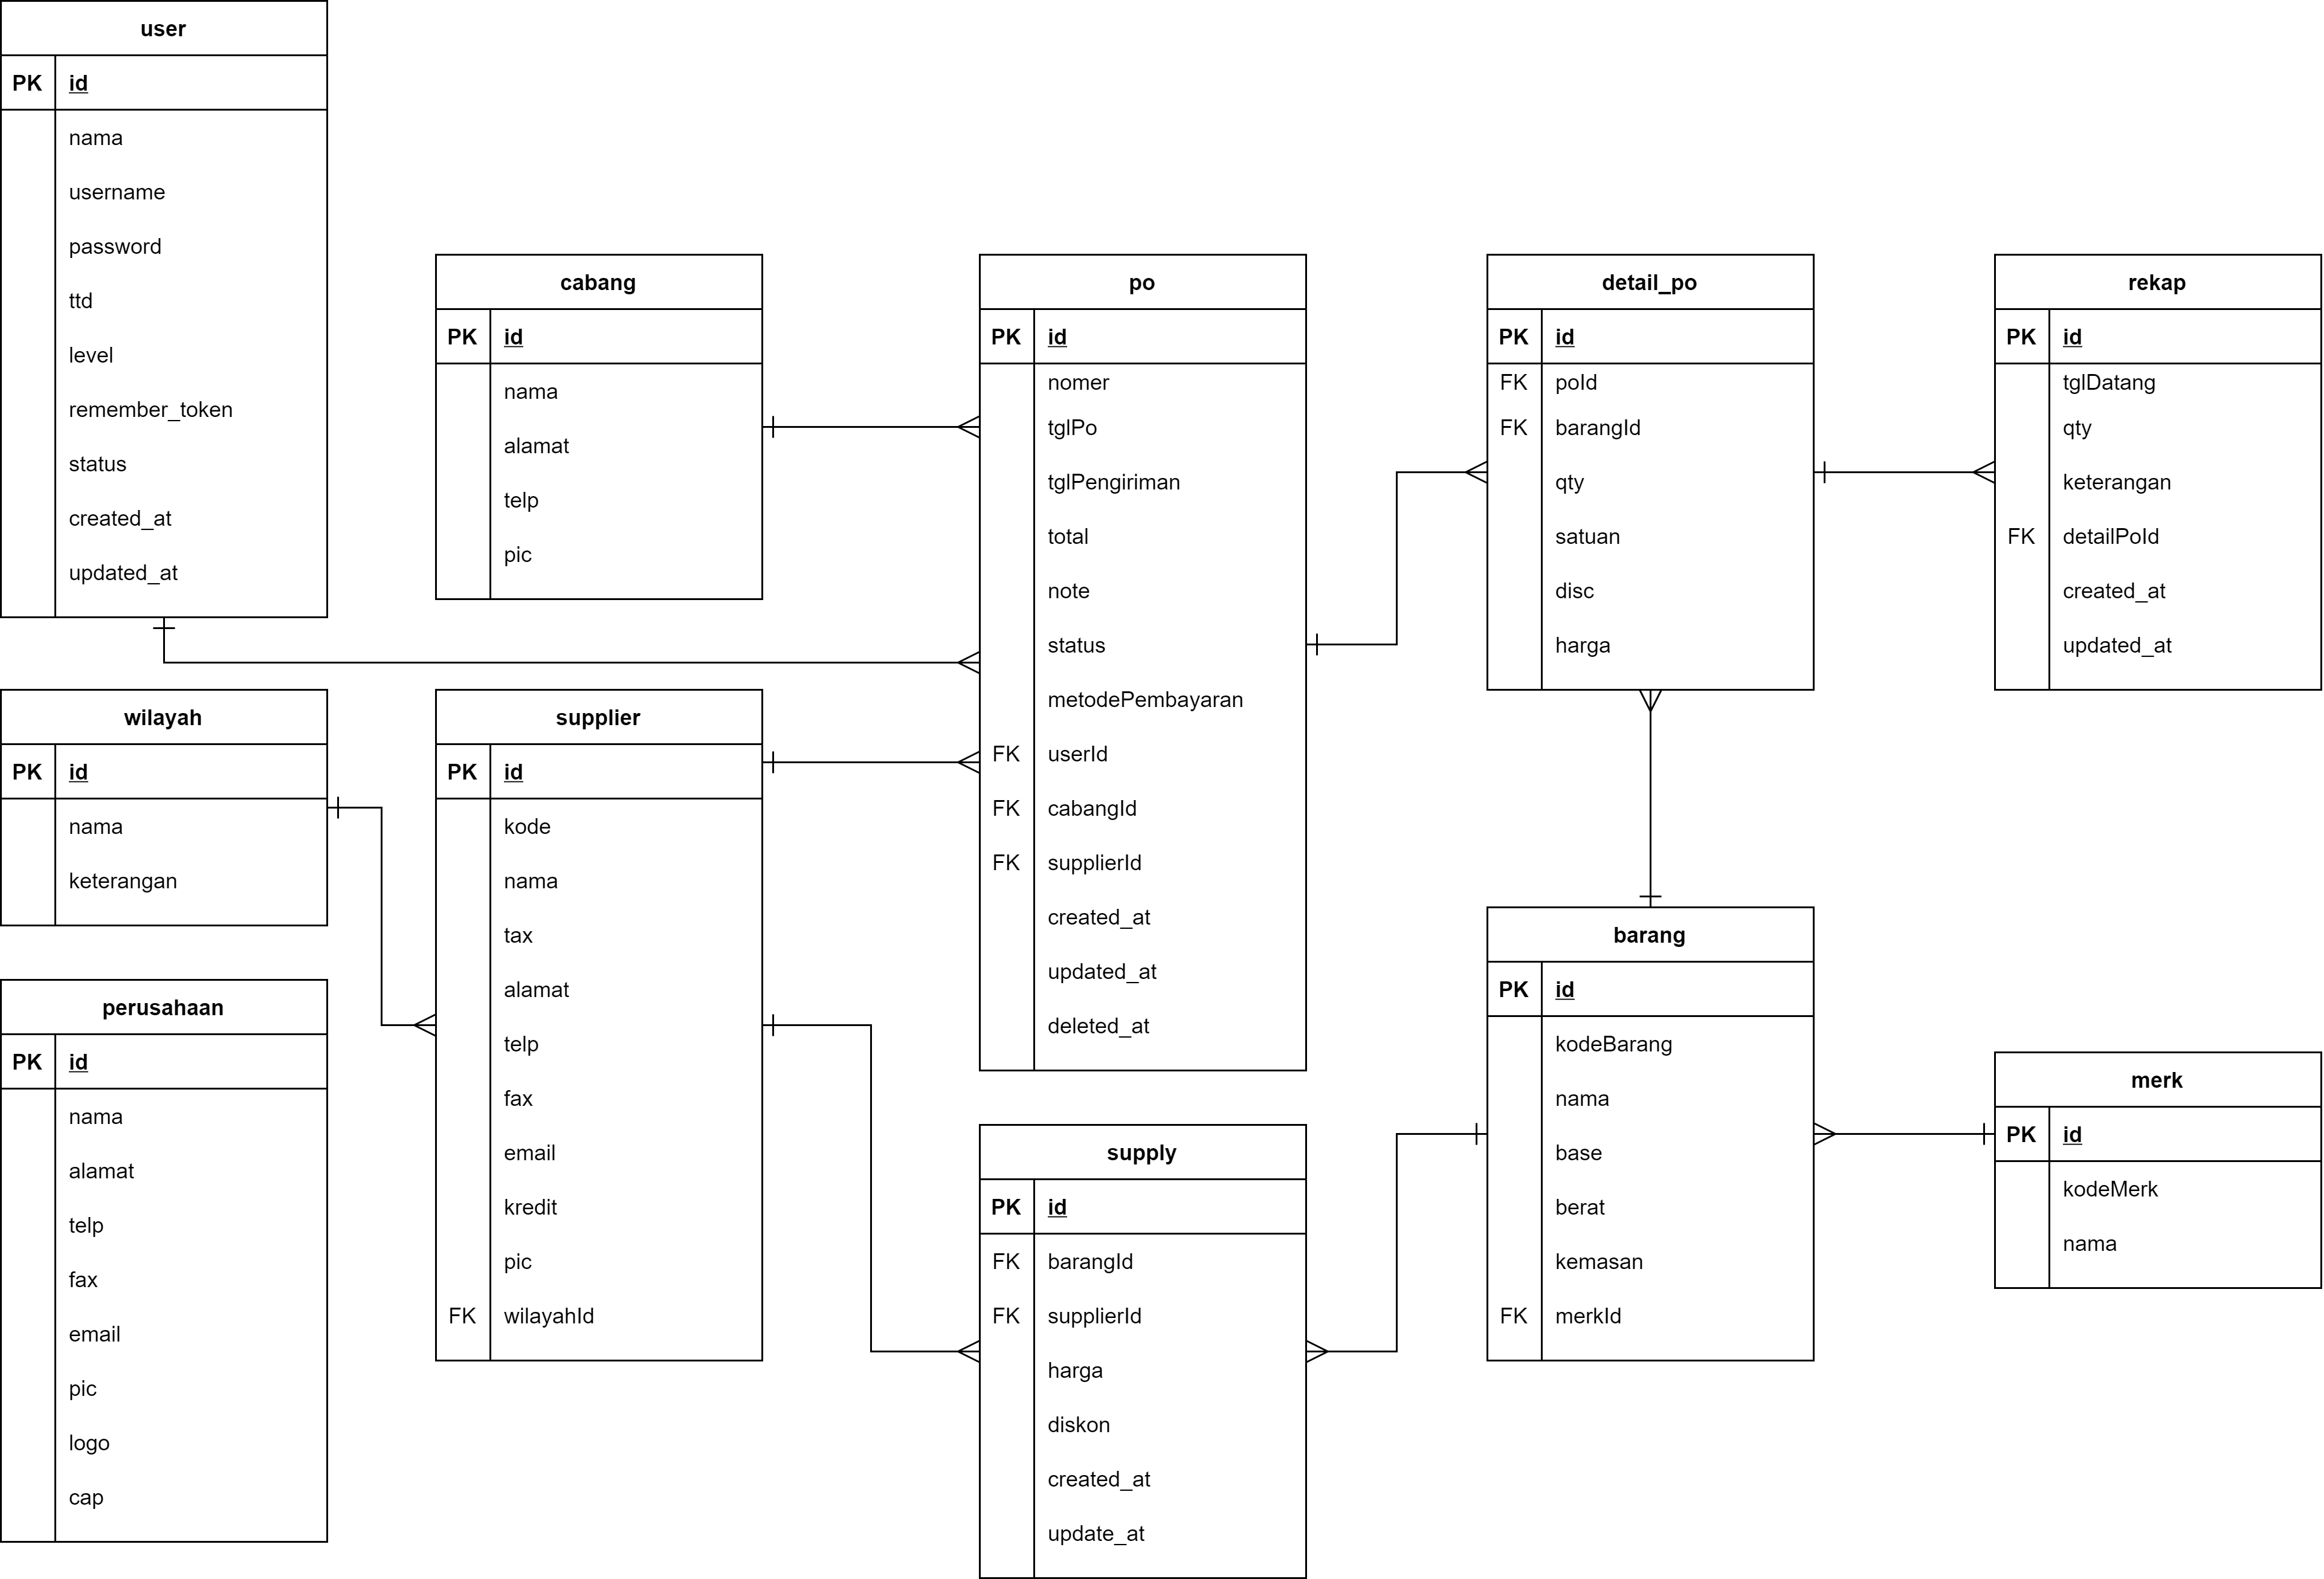 user
PK id
nama
username
password
ttd
level
remember_token
status
created_at
updated_at
cabang
PK id
nama
alamat
telp
pic
po
PK id
nomer
tglPo
tglPengiriman
total
note
status
metodePembayaran
FK userId
FK cabangId
FK supplierId
created_at
updated_at
deleted_at
detail_po
PK id
FK poId
FK barangId
qty
satuan
disc
harga
rekap
PK id
tglDatang
qty
keterangan
FK detailPoId
created_at
updated_at
wilayah
PK id
nama
keterangan
supplier
PK id
kode
nama
tax
alamat
telp
fax
email
kredit
pic
FK wilayahId
perusahaan
PK id
nama
alamat
telp
fax
email
pic
logo
cap
supply
PK id
FK barangId
FK supplierId
harga
diskon
created_at
update_at
barang
PK id
kodeBarang
nama
base
berat
kemasan
FK merkId
merk
PK id
kodeMerk
nama